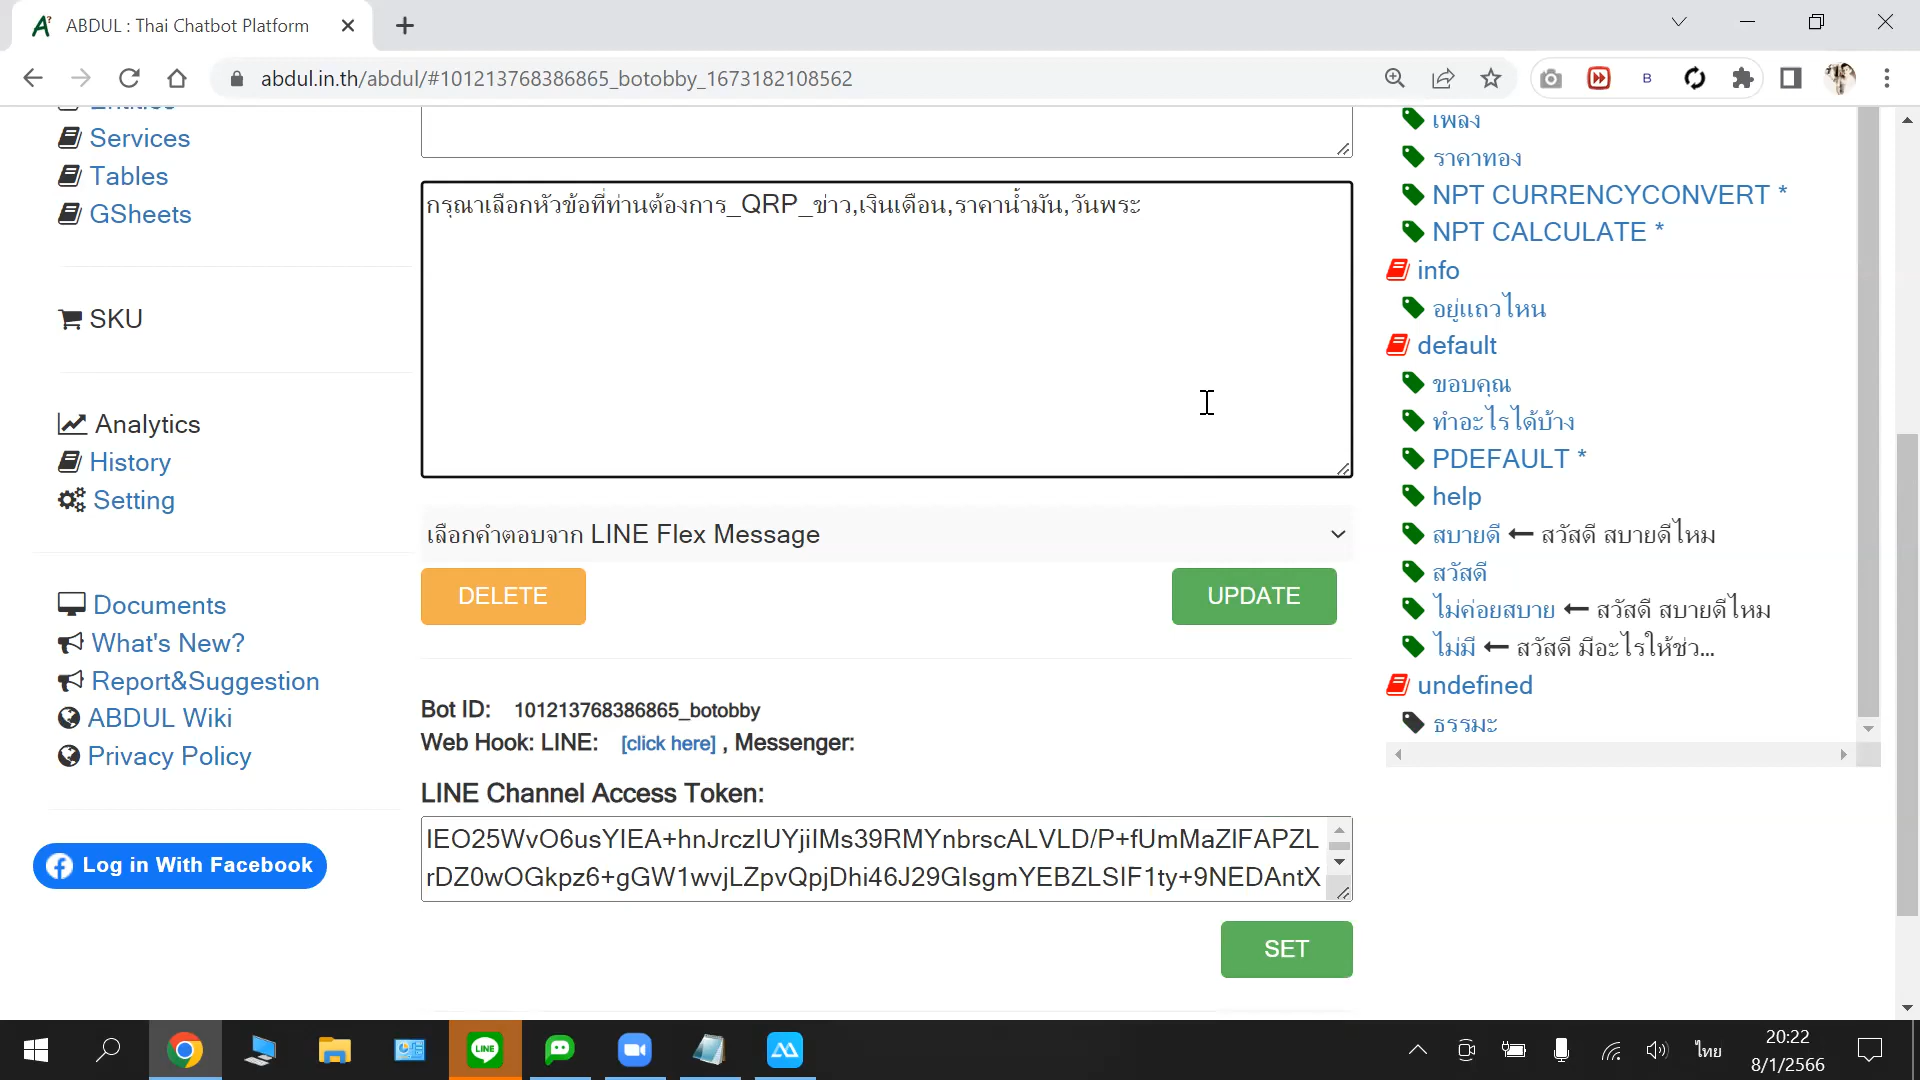 ABDUL : Thai Chatbot Platform
abdul.in.th/abdul/#101213768386865_botobby_1673182108562
Entities
Services
Tables
GSheets
SKU
Analytics
History
Setting
Documents
What's New?
Report&Suggestion
ABDUL Wiki
Privacy Policy
Log in With Facebook
กรุณาเลือกหัวข้อที่ท่านต้องการ_QRP_ข่าว,เงินเดือน,ราคาน้ำมัน,วันพระ
เลือกคำตอบจาก LINE Flex Message
DELETE
UPDATE
Bot ID: 101213768386865_botobby
Web Hook: LINE: [click here] , Messenger:
LINE Channel Access Token:
IEO25WvO6usYIEA+hnJrczIUYjiIMs39RMYnbrscALVLD/P+fUmMaZlFAPZL
rDZ0wOGkpz6+gGW1wvjLZpvQpjDhi46J29GIsgmYEBZLSIF1ty+9NEDAntX
SET
เพลง
ราคาทอง
NPT CURRENCYCONVERT *
NPT CALCULATE *
info
อยู่แถวไหน
default
ขอบคุณ
ทำอะไรได้บ้าง
PDEFAULT *
help
สบายดี ← สวัสดี สบายดีไหม
สวัสดี
ไม่ค่อยสบาย ← สวัสดี สบายดีไหม
ไม่มี ← สวัสดี มีอะไรให้ช่ว...
undefined
ธรรมะ
LINE
ไทย
20:22
8/1/2566